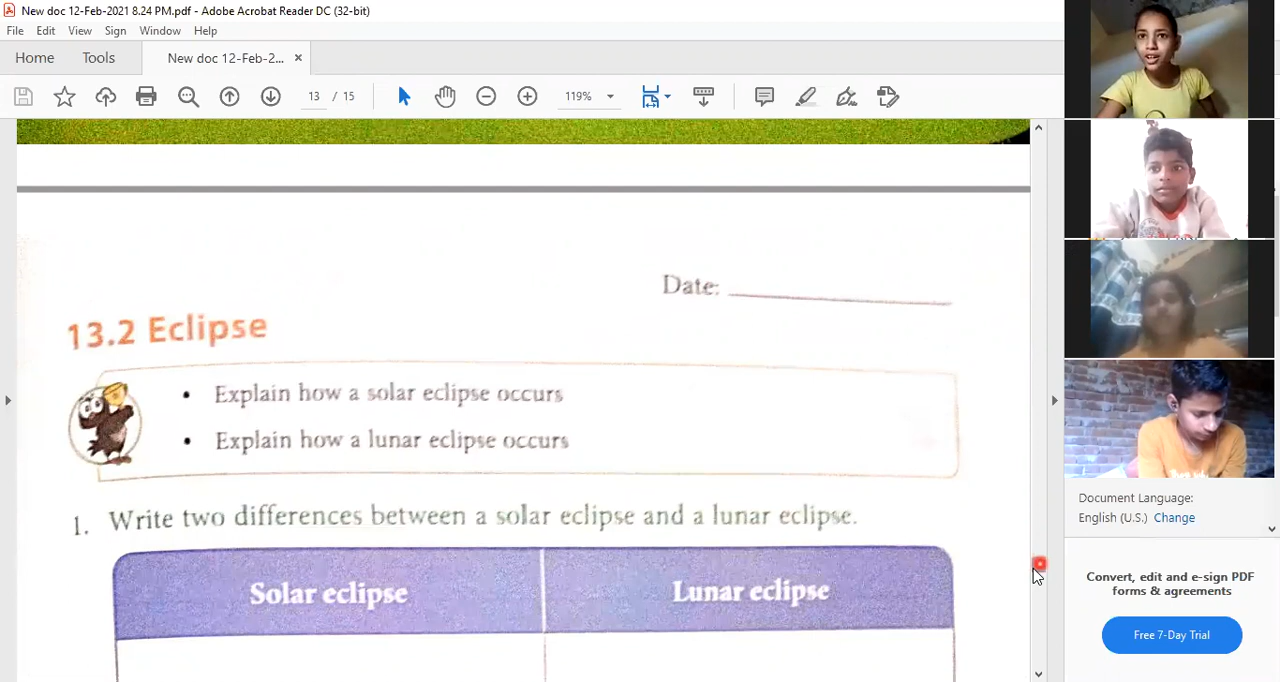 New doc 12-Feb-2021 8.24 PM.pdf - Adobe Acrobat Reader DC (32-bit)
File Edit View Sign Window Help
Home Tools New doc 12-Feb-2... ×
13 / 15 119%
Date:
13.2 Eclipse
• Explain how a solar eclipse occurs
• Explain how a lunar eclipse occurs
1. Write two differences between a solar eclipse and a lunar eclipse.
Solar eclipse Lunar eclipse
Document Language:
English (U.S.) Change
Convert, edit and e-sign PDF
forms & agreements
Free 7-Day Trial